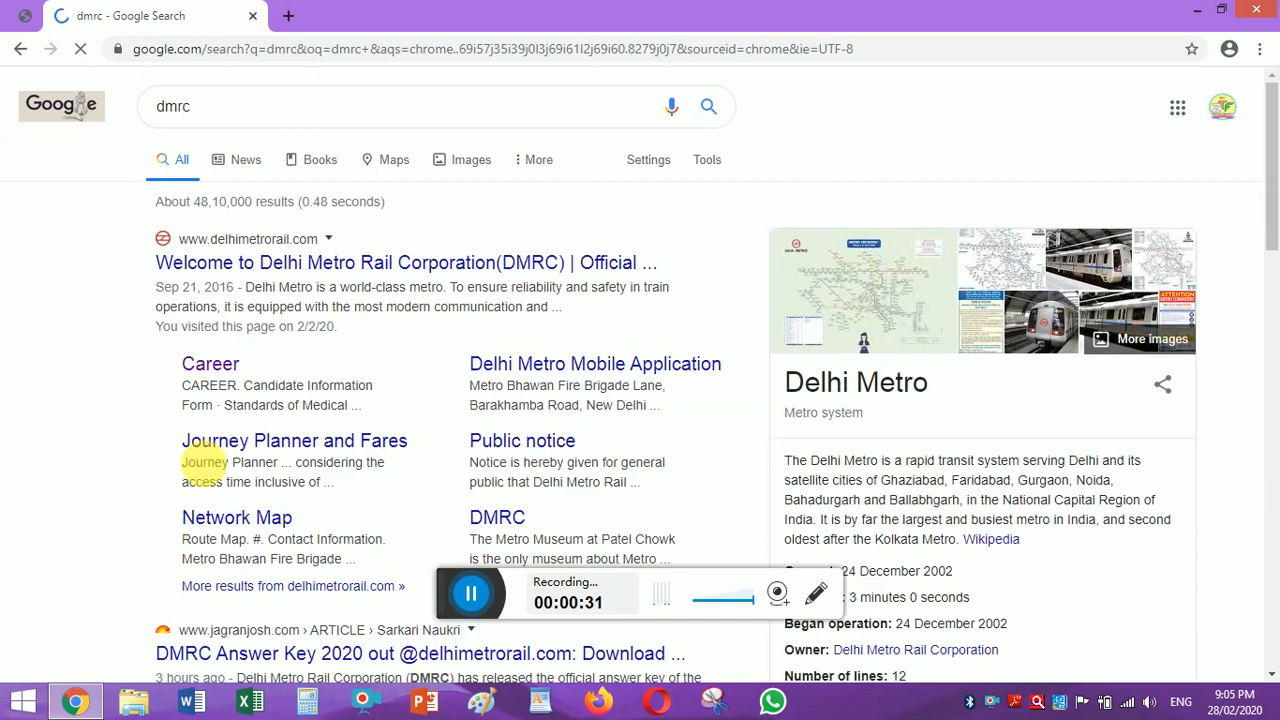 dmrc - Google Search
google.com/search?q=dmrc&oq=dmrc+&aqs=chrome..69i57j35i39j0l3j69i61l2j69i60.8279j0j7&sourceid=chrome&ie=UTF-8
Google
dmrc
All
News
Books
Maps
Images
More
Settings
Tools
About 48,10,000 results (0.48 seconds)
www.delhimetrorail.com
Welcome to Delhi Metro Rail Corporation(DMRC) | Official ...
Sep 21, 2016 - Delhi Metro is a world-class metro. To ensure reliability and safety in train
operations, it is equipped with the most modern communication and ...
You visited this page on 2/2/20.
Career
CAREER. Candidate Information
Form · Standards of Medical ...
Delhi Metro Mobile Application
Metro Bhawan Fire Brigade Lane,
Barakhamba Road, New Delhi ...
Journey Planner and Fares
Journey Planner ... considering the
access time inclusive of ...
Public notice
Notice is hereby given for general
public that Delhi Metro Rail ...
Network Map
Route Map. #. Contact Information.
Metro Bhawan Fire Brigade ...
DMRC
The Metro Museum at Patel Chowk
is the only museum about Metro
More results from delhimetrorail.com »
www.jagranjosh.com › ARTICLE › Sarkari Naukri
DMRC Answer Key 2020 out @delhimetrorail.com: Download ...
3 hours ago - Delhi Metro Rail Corporation (DMRC) has released the official answer key of the
More images
Delhi Metro
Metro system
The Delhi Metro is a rapid transit system serving Delhi and its
satellite cities of Ghaziabad, Faridabad, Gurgaon, Noida,
Bahadurgarh and Ballabhgarh, in the National Capital Region of
India. It is by far the largest and busiest metro in India, and second
oldest after the Kolkata Metro. Wikipedia
24 December 2002
3 minutes 0 seconds
Began operation: 24 December 2002
Owner: Delhi Metro Rail Corporation
Number of lines: 12
Recording...
00:00:31
ENG
9:05 PM
28/02/2020